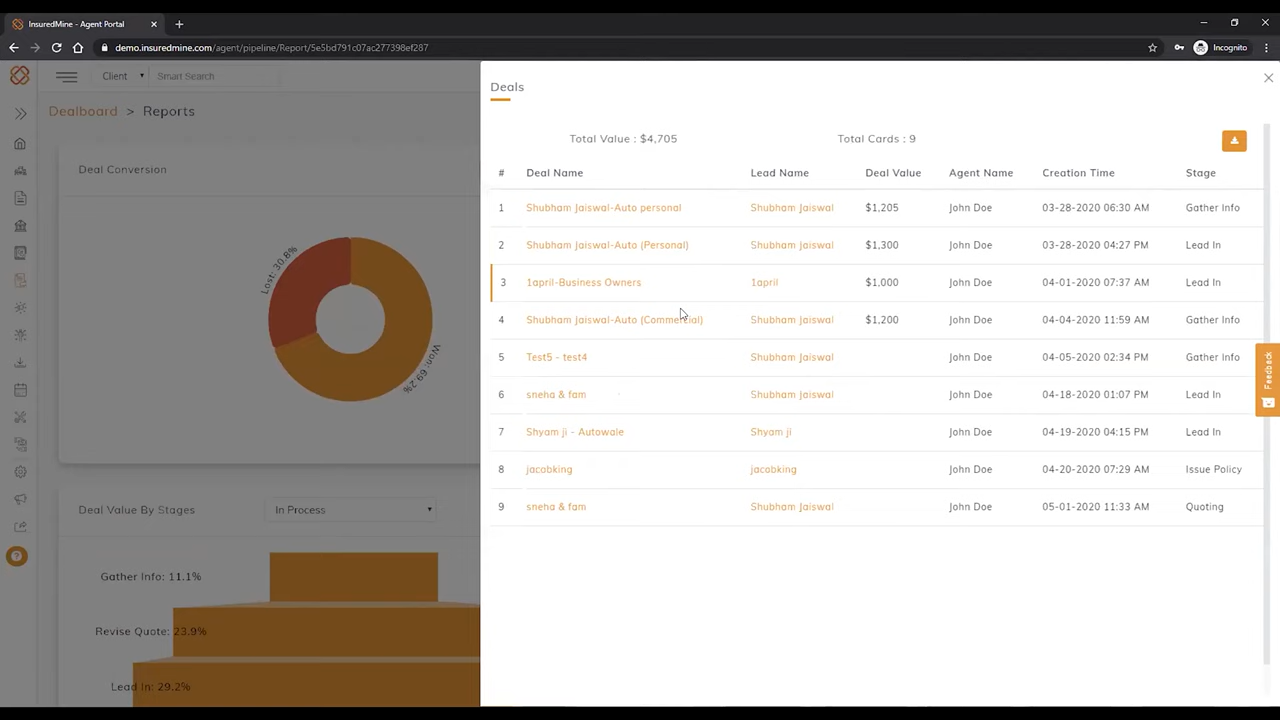 InsuredMine - Agent Portal
demo.insuredmine.com/agent/pipeline/Report/5e5bd791c07ac277398ef287
Incognito
Client
Smart Search
Dealboard > Reports
Deal Conversion
Lost: 30.8%
Won: 69.2%
Deal Value By Stages
In Process
Gather Info: 11.1%
Revise Quote: 23.9%
Lead In: 29.2%
Deals
Total Value : $4,705 Total Cards : 9
# Deal Name Lead Name Deal Value Agent Name Creation Time Stage
1 Shubham Jaiswal-Auto personal Shubham Jaiswal $1,205 John Doe 03-28-2020 06:30 AM Gather Info
2 Shubham Jaiswal-Auto (Personal) Shubham Jaiswal $1,300 John Doe 03-28-2020 04:27 PM Lead In
3 1april-Business Owners 1april $1,000 John Doe 04-01-2020 07:37 AM Lead In
4 Shubham Jaiswal-Auto (Commercial) Shubham Jaiswal $1,200 John Doe 04-04-2020 11:59 AM Gather Info
5 Test5 - test4 Shubham Jaiswal John Doe 04-05-2020 02:34 PM Gather Info
6 sneha & fam Shubham Jaiswal John Doe 04-18-2020 01:07 PM Lead In
7 Shyam ji - Autowale Shyam ji John Doe 04-19-2020 04:15 PM Lead In
8 jacobking jacobking John Doe 04-20-2020 07:29 AM Issue Policy
9 sneha & fam Shubham Jaiswal John Doe 05-01-2020 11:33 AM Quoting
Feedback